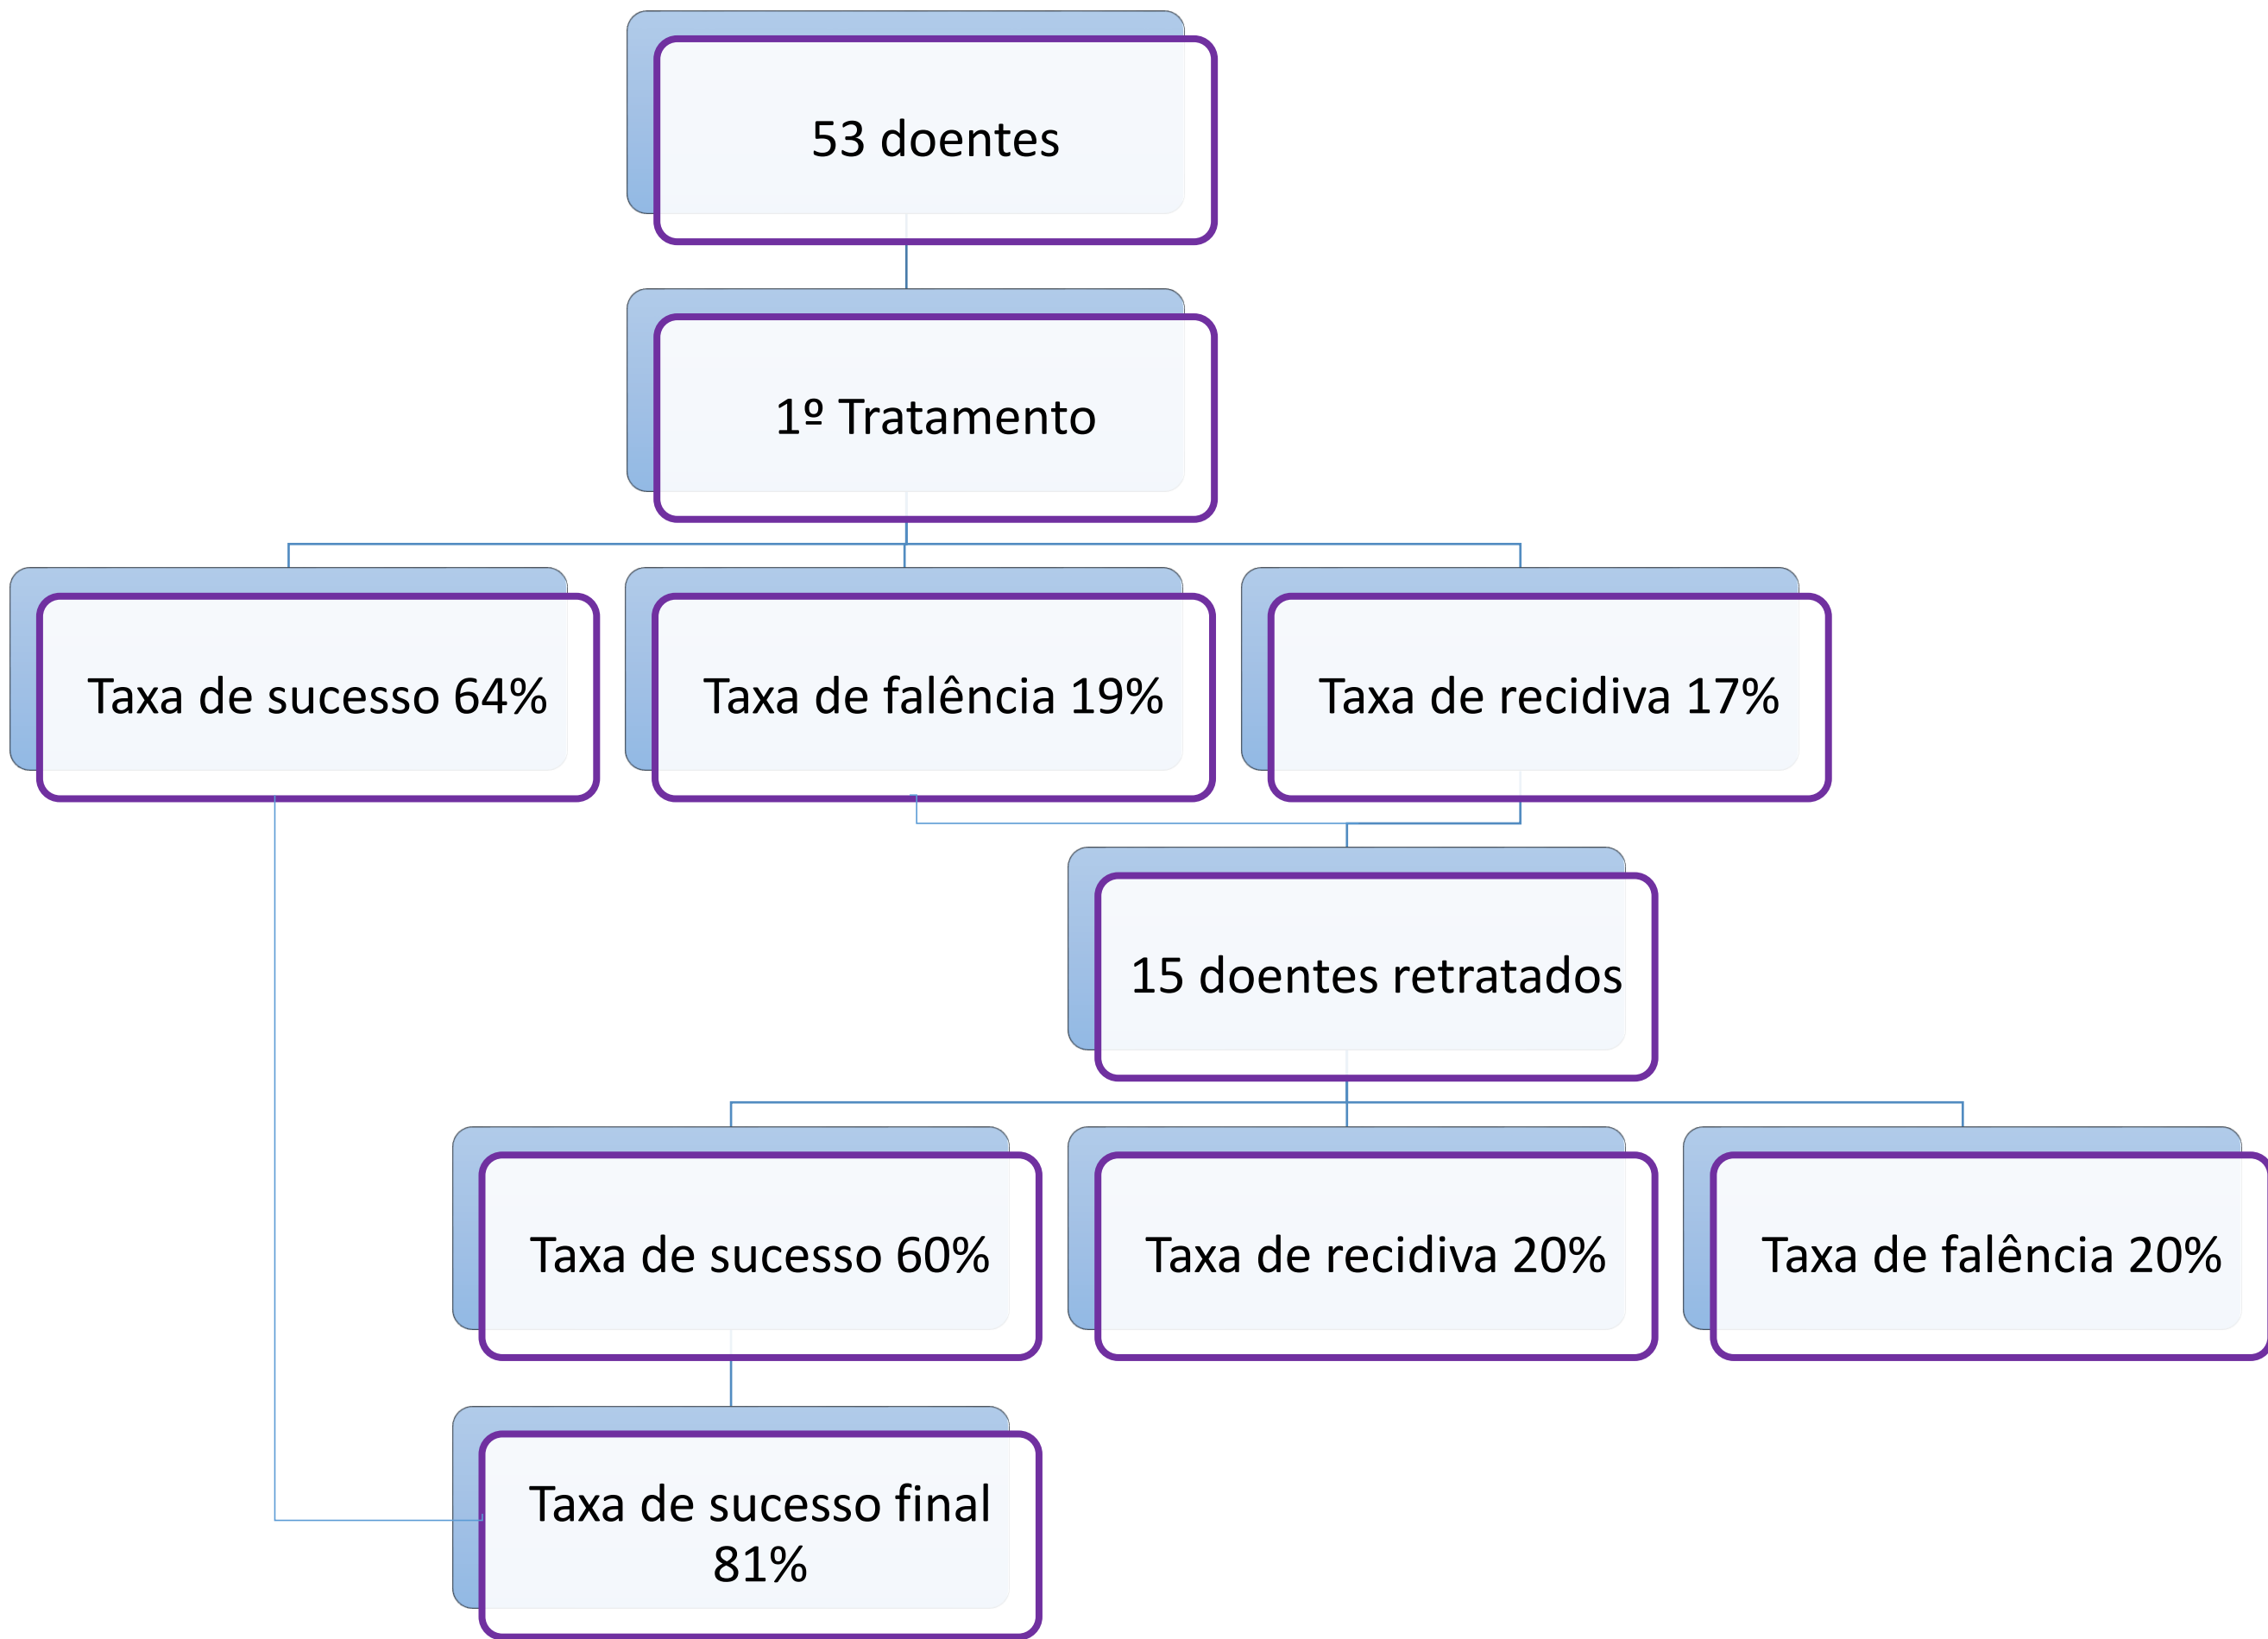 53 doentes
1º Tratamento
Taxa de sucesso 64%
Taxa de falência 19%
Taxa de recidiva 17%
15 doentes retratados
Taxa de sucesso 60%
Taxa de recidiva 20%
Taxa de falência 20%
Taxa de sucesso final
81%